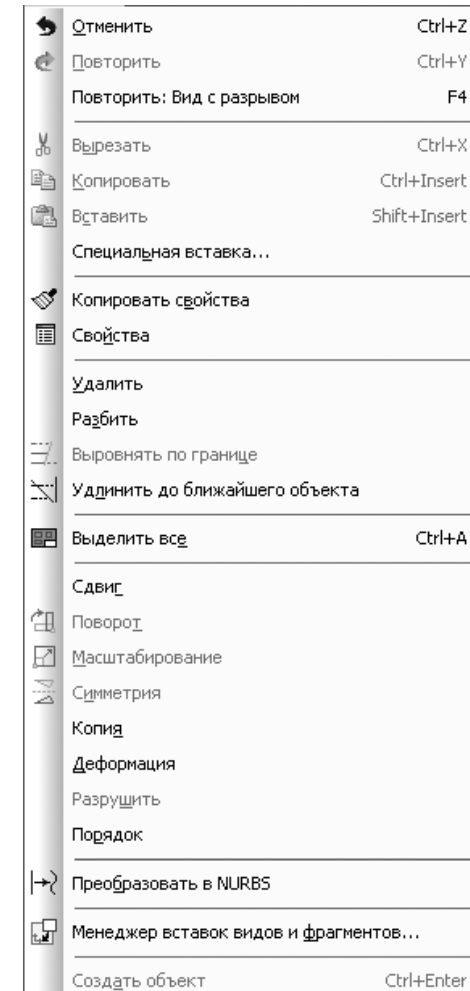 Отменить Ctrl+Z
Повторить Ctrl+Y
Повторить: Вид с разрывом F4
Вырезать Ctrl+X
Копировать Ctrl+Insert
Вставить Shift+Insert
Специальная вставка...
Копировать свойства
Свойства
Удалить
Разбить
Выровнять по границе
Удлинить до ближайшего объекта
Выделить все Ctrl+A
Сдвиг
Поворот
Масштабирование
Симметрия
Копия
Деформация
Разрушить
Порядок
Преобразовать в NURBS
Менеджер вставок видов и фрагментов...
Создать объект Ctrl+Enter